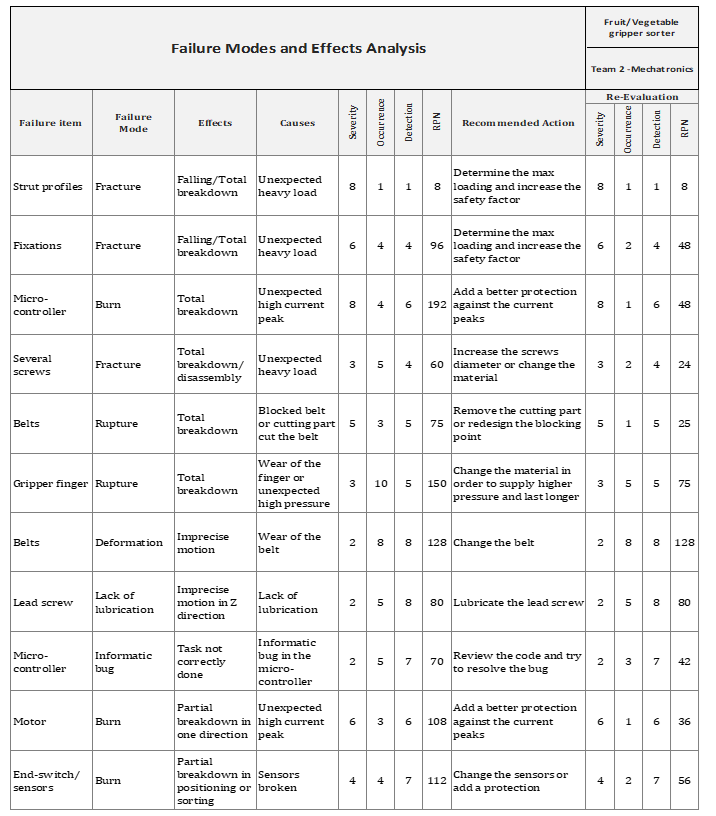 Failure Modes and Effects Analysis
Fruit/Vegetable
gripper sorter
Team 2 -Mechatronics
Failure item
Failure
Mode
Effects
Causes
Severity
Occurrence
Detection
RPN
Recommended Action
Re-Evaluation
Severity
Occurrence
Detection
RPN
Strut profiles
Fracture
Falling/Total
breakdown
Unexpected
heavy load
8
1
1
8
Determine the max
loading and increase the
safety factor
8
1
1
8
Fixations
Fracture
Falling/Total
breakdown
Unexpected
heavy load
6
4
4
96
Determine the max
loading and increase the
safety factor
6
2
4
48
Micro-
controller
Burn
Total
breakdown
Unexpected
high current
peak
8
4
6
192
Add a better protection
against the current
peaks
8
1
6
48
Several
screws
Fracture
Total
breakdown/
disassembly
Unexpected
heavy load
3
5
4
60
Increase the screws
diameter or change the
material
3
2
4
24
Belts
Rupture
Total
breakdown
Blocked belt
or cutting part
cut the belt
5
3
5
75
Remove the cutting part
or redesign the blocking
point
5
1
5
25
Gripper finger
Rupture
Total
breakdown
Wear of the
finger or
unexpected
high pressure
3
10
5
150
Change the material in
order to supply higher
pressure and last longer
3
5
5
75
Belts
Deformation
Imprecise
motion
Wear of the
belt
2
8
8
128
Change the belt
2
8
8
128
Lead screw
Lack of
lubrication
Imprecise
motion in Z
direction
Lack of
lubrication
2
5
8
80
Lubricate the lead screw
2
5
8
80
Micro-
controller
Informatic
bug
Task not
correctly
done
Informatic
bug in the
micro-
controller
2
5
7
70
Review the code and try
to resolve the bug
2
3
7
42
Motor
Burn
Partial
breakdown in
one direction
Unexpected
high current
peak
6
3
6
108
Add a better protection
against the current
peaks
6
1
6
36
End-switch/
sensors
Burn
Partial
breakdown in
positioning or
sorting
Sensors
broken
4
4
7
112
Change the sensors or
add a protection
4
2
7
56